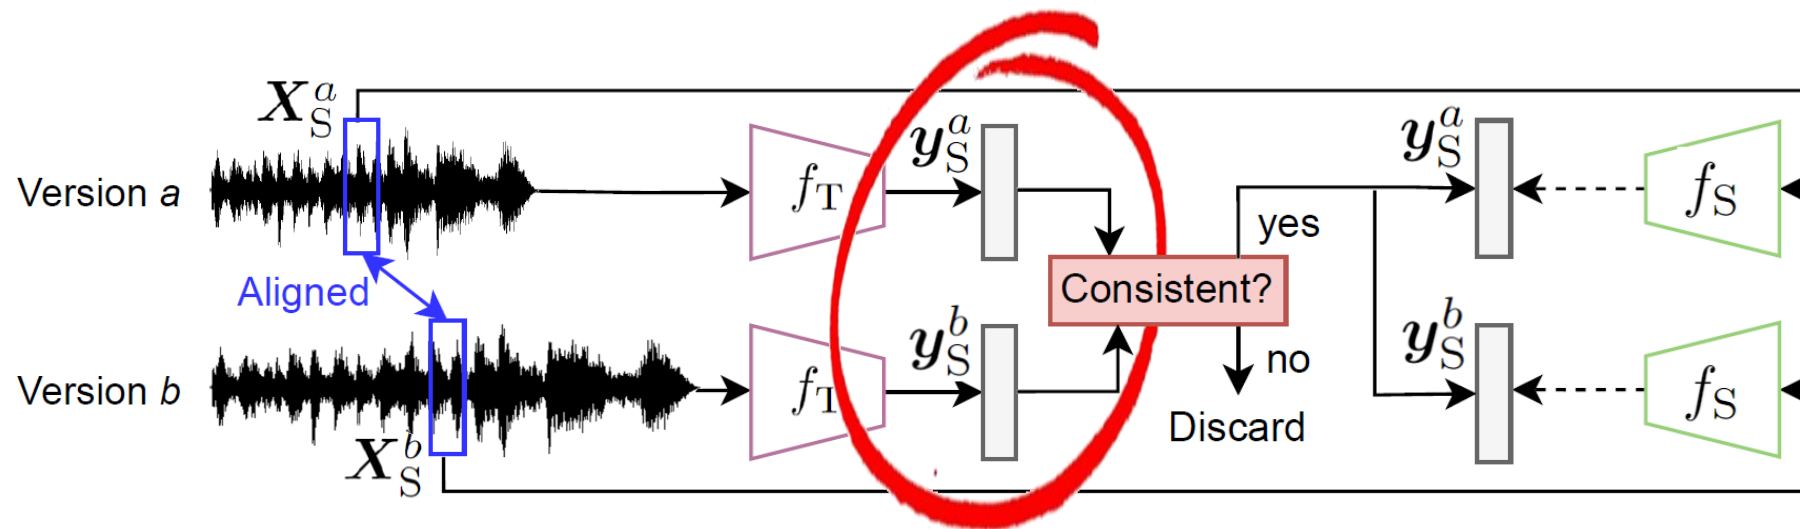 X_S^a
Version a
f_T
y_S^a
yes
y_S^a
f_S
Aligned
Consistent?
Version b
X_S^b
f_T
y_S^b
no
Discard
y_S^b
f_S